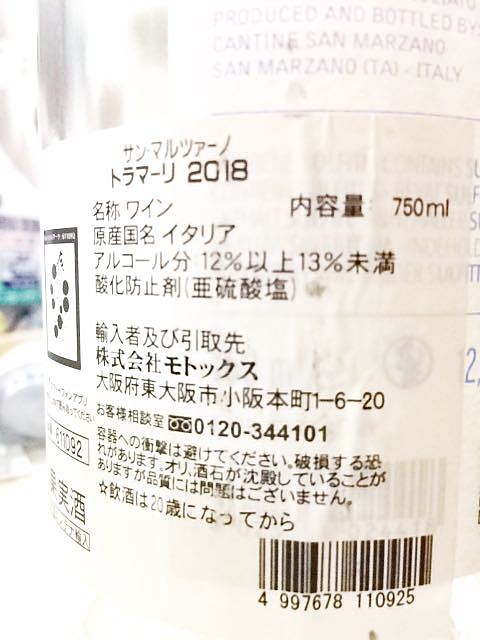 PRODUCED AND BOTTLED BY
CANTINE SAN MARZANO
SAN MARZANO (TA) - ITALY
サン・マルツァーノ
トラマーリ 2018
名称 ワイン 内容量 750ml
原産国名 イタリア
アルコール分 12%以上13%未満
酸化防止剤(亜硫酸塩)
輸入者及び引取先
株式会社モトックス
大阪府東大阪市小阪本町1-6-20
お客様相談室 0120-344101
容器への衝撃は避けてください。破損する恐
れがあります。オリ、酒石が沈殿していることが
ありますが品質には問題はございません。
☆飲酒は20歳になってから
611092
果実酒
4 997678 110925